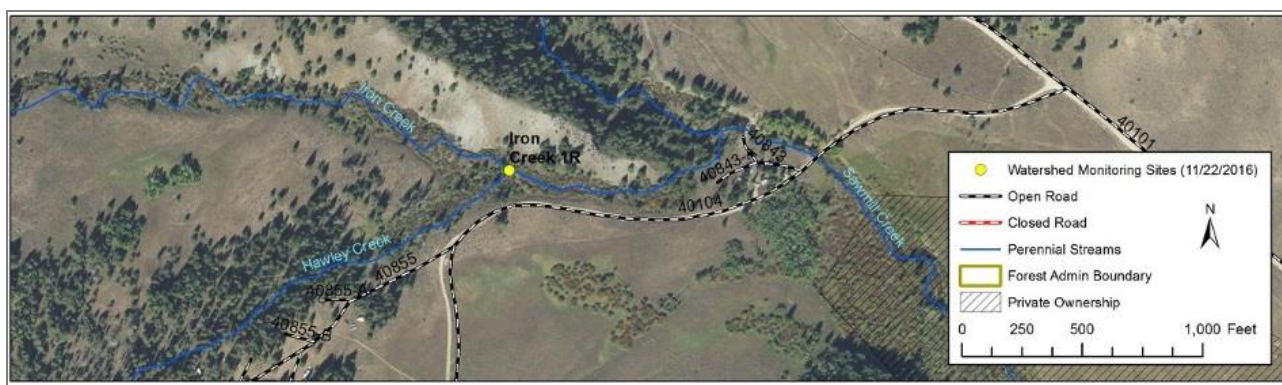 Iron Creek
Iron
Creek 1R
Hawley Creek
40855
40855-A
40855-B
40104
40843
40843-A
Sawmill Creek
40101
Watershed Monitoring Sites (11/22/2016)
Open Road
Closed Road
Perennial Streams
Forest Admin Boundary
Private Ownership
N
0 250 500 1,000 Feet